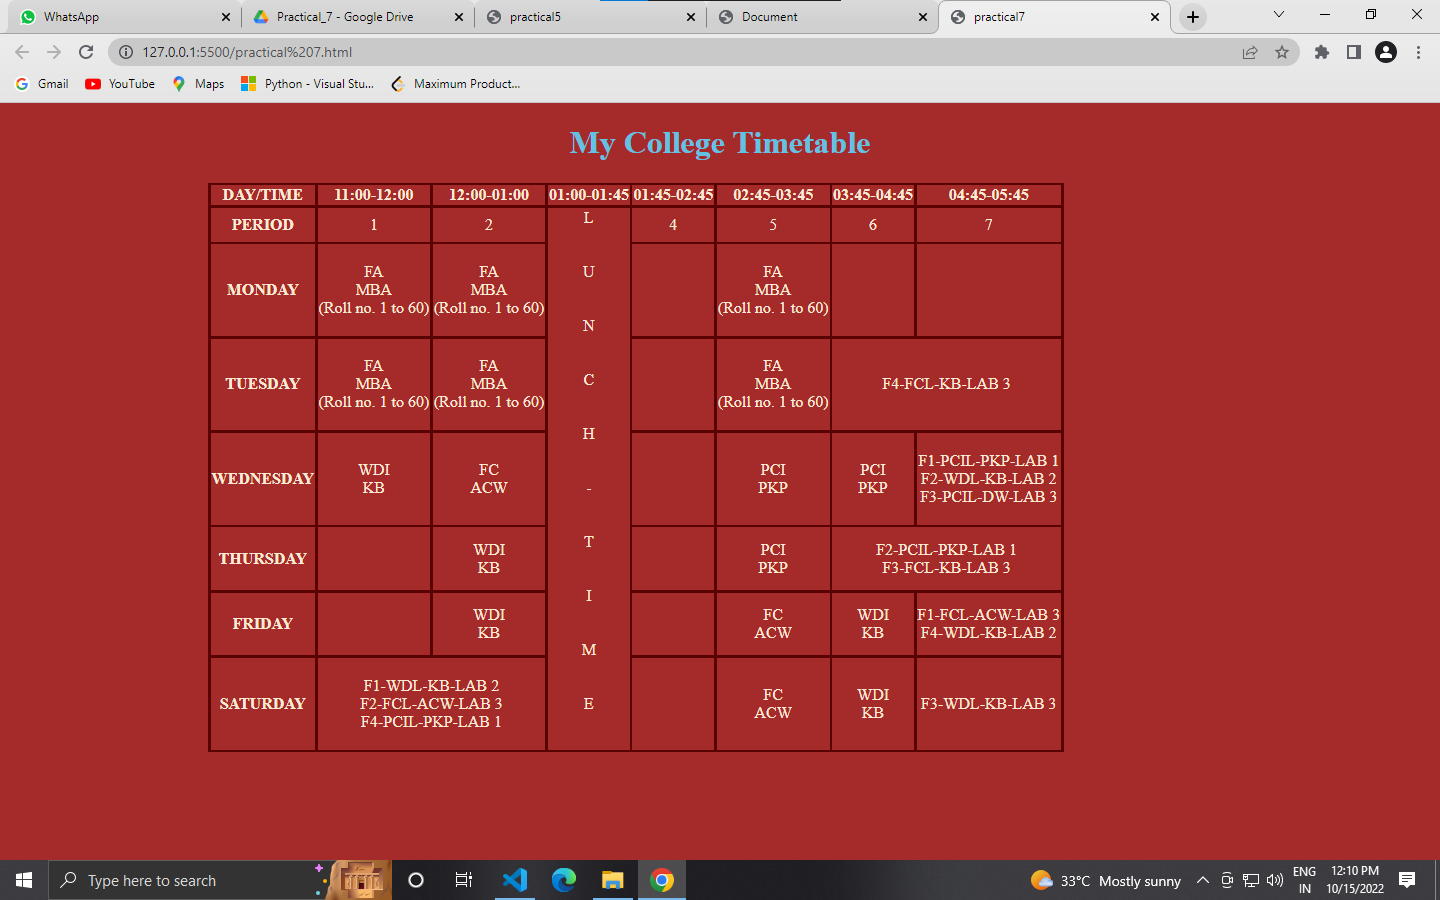 WhatsApp
Practical_7 - Google Drive
practical5
Document
practical7
127.0.0.1:5500/practical%207.html
Gmail
YouTube
Maps
Python - Visual Stu...
Maximum Product...
My College Timetable
DAY/TIME 11:00-12:00 12:00-01:00 01:00-01:45 01:45-02:45 02:45-03:45 03:45-04:45 04:45-05:45
PERIOD 1 2 4 5 6 7
L
U
N
C
H
-
T
I
M
E
MONDAY
FA
MBA
(Roll no. 1 to 60)
FA
MBA
(Roll no. 1 to 60)
FA
MBA
(Roll no. 1 to 60)
TUESDAY
FA
MBA
(Roll no. 1 to 60)
FA
MBA
(Roll no. 1 to 60)
FA
MBA
(Roll no. 1 to 60)
F4-FCL-KB-LAB 3
WEDNESDAY
WDI
KB
FC
ACW
PCI
PKP
PCI
PKP
F1-PCIL-PKP-LAB 1
F2-WDL-KB-LAB 2
F3-PCIL-DW-LAB 3
THURSDAY
WDI
KB
PCI
PKP
F2-PCIL-PKP-LAB 1
F3-FCL-KB-LAB 3
FRIDAY
WDI
KB
FC
ACW
WDI
KB
F1-FCL-ACW-LAB 3
F4-WDL-KB-LAB 2
SATURDAY
F1-WDL-KB-LAB 2
F2-FCL-ACW-LAB 3
F4-PCIL-PKP-LAB 1
FC
ACW
WDI
KB
F3-WDL-KB-LAB 3
Type here to search
33°C Mostly sunny
ENG
IN
12:10 PM
10/15/2022